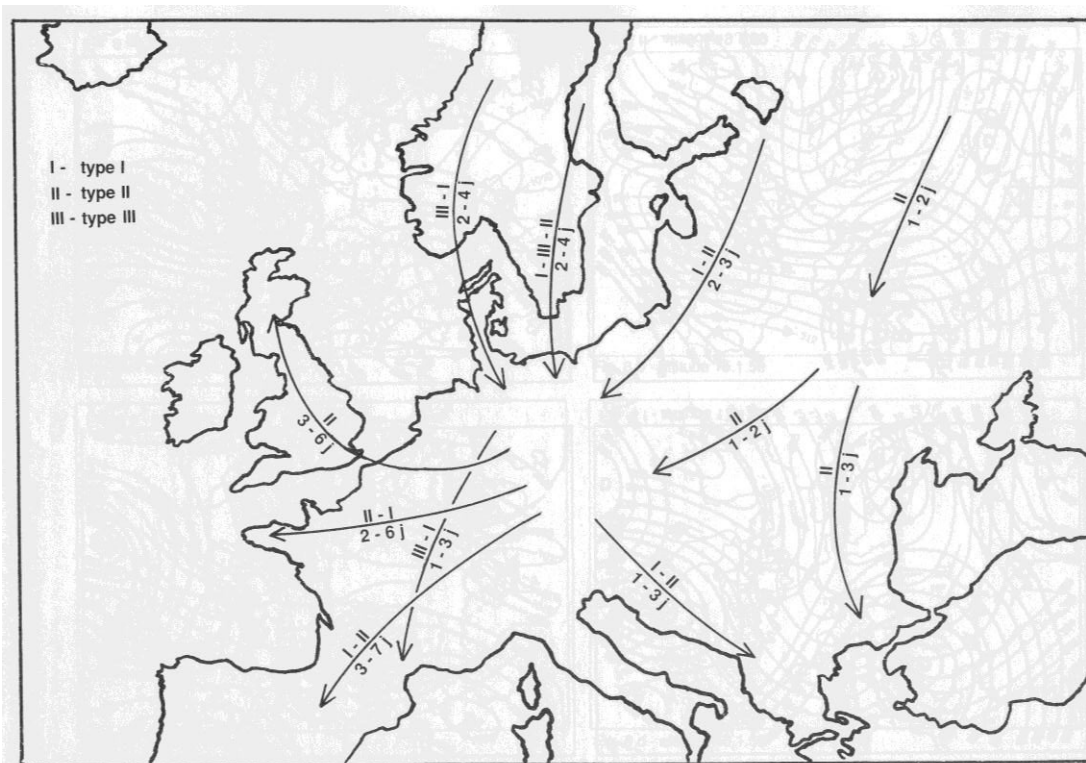 I - type I
II - type II
III - type III
III - I
2 - 4 j
I - III - II
2 - 4 j
I - II
2 - 3 j
II
1 - 2 j
II
3 - 6 j
II
1 - 2 j
II
1 - 3 j
II - I
2 - 6 j
III - I
1 - 3 j
I - II
1 - 3 j
I - II
3 - 7 j